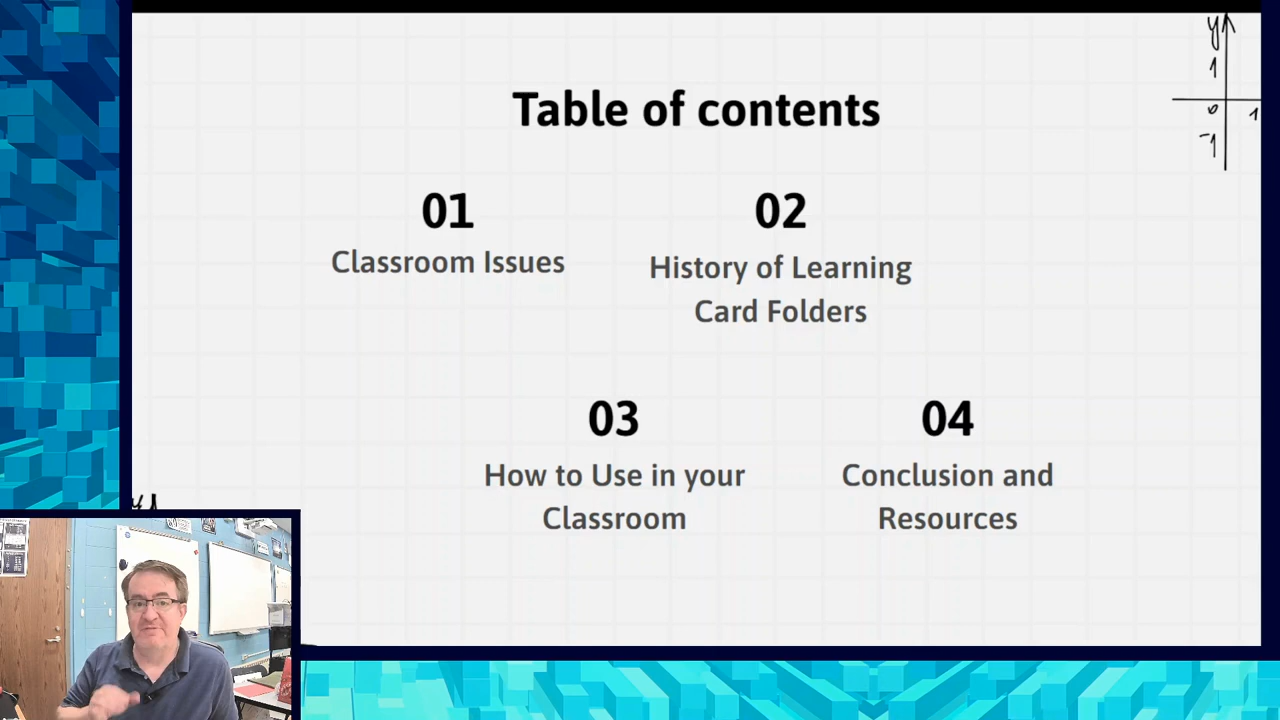 Table of contents
01
Classroom Issues
02
History of Learning
Card Folders
03
How to Use in your
Classroom
04
Conclusion and
Resources
y
1
0
1
-1